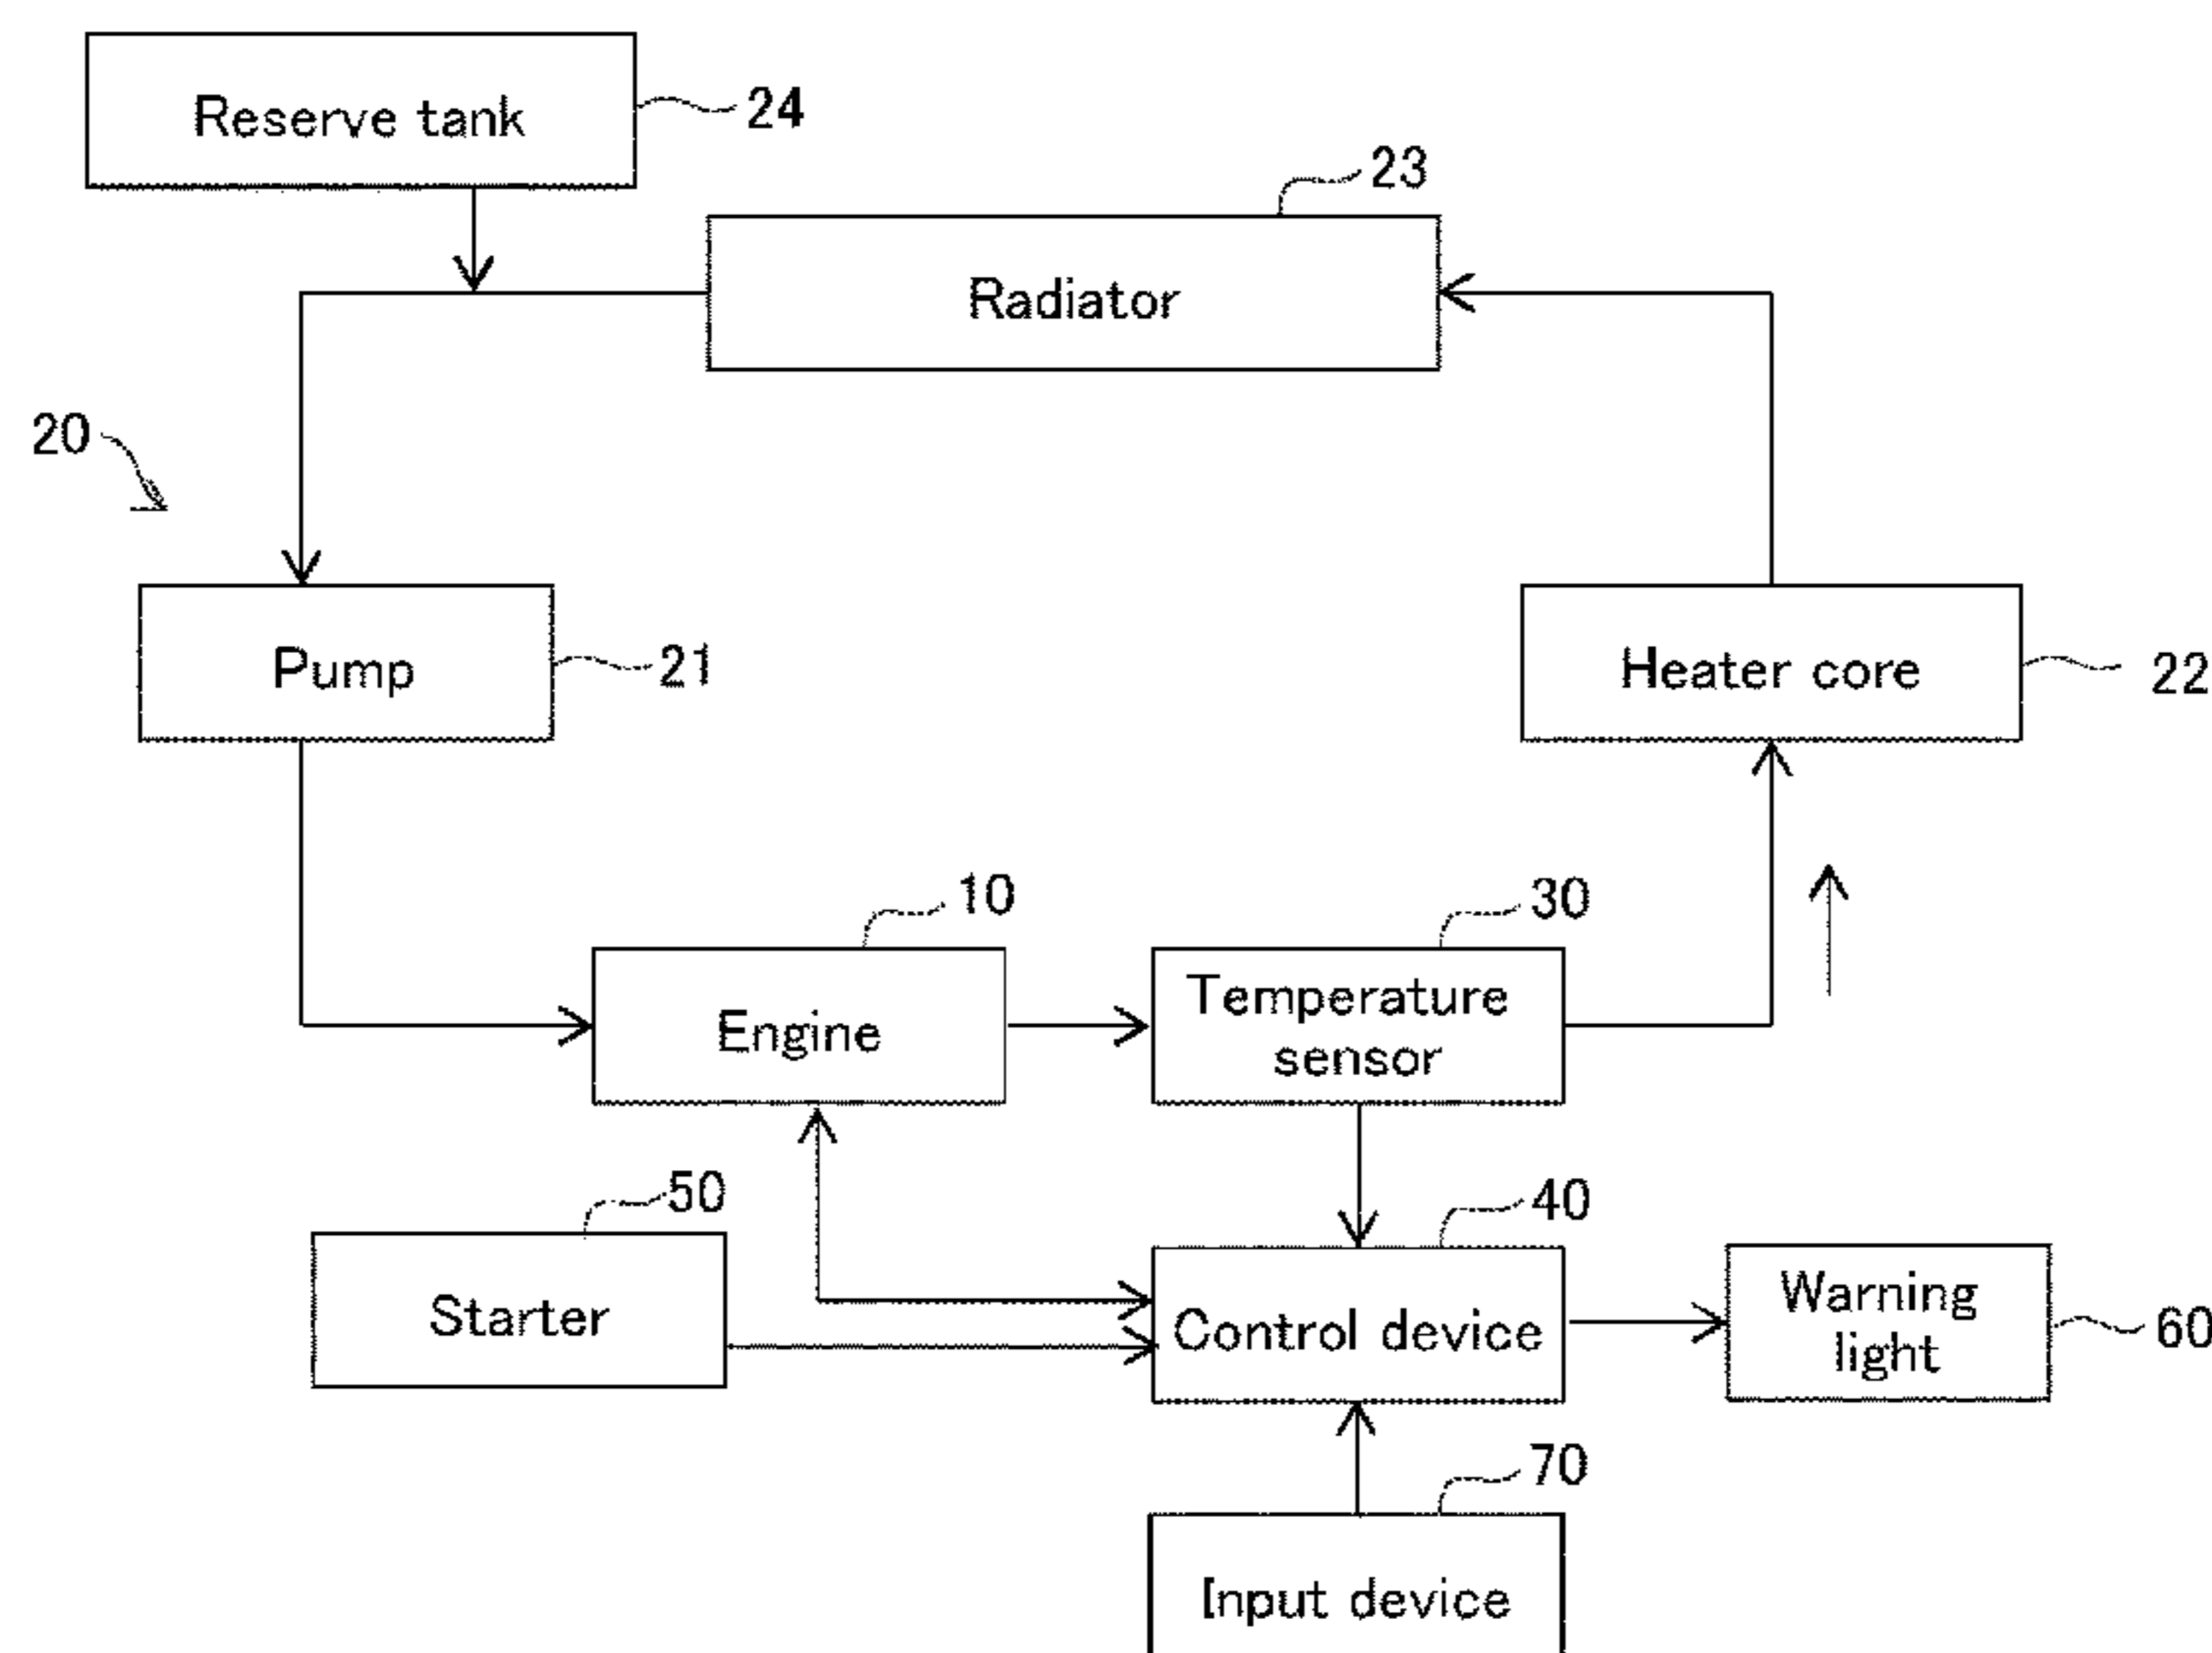 Reserve tank
24
23
Radiator
20
Pump
21
Heater core
22
10
30
Engine
Temperature
sensor
50
40
Starter
Control device
Warning
light
60
70
Input device